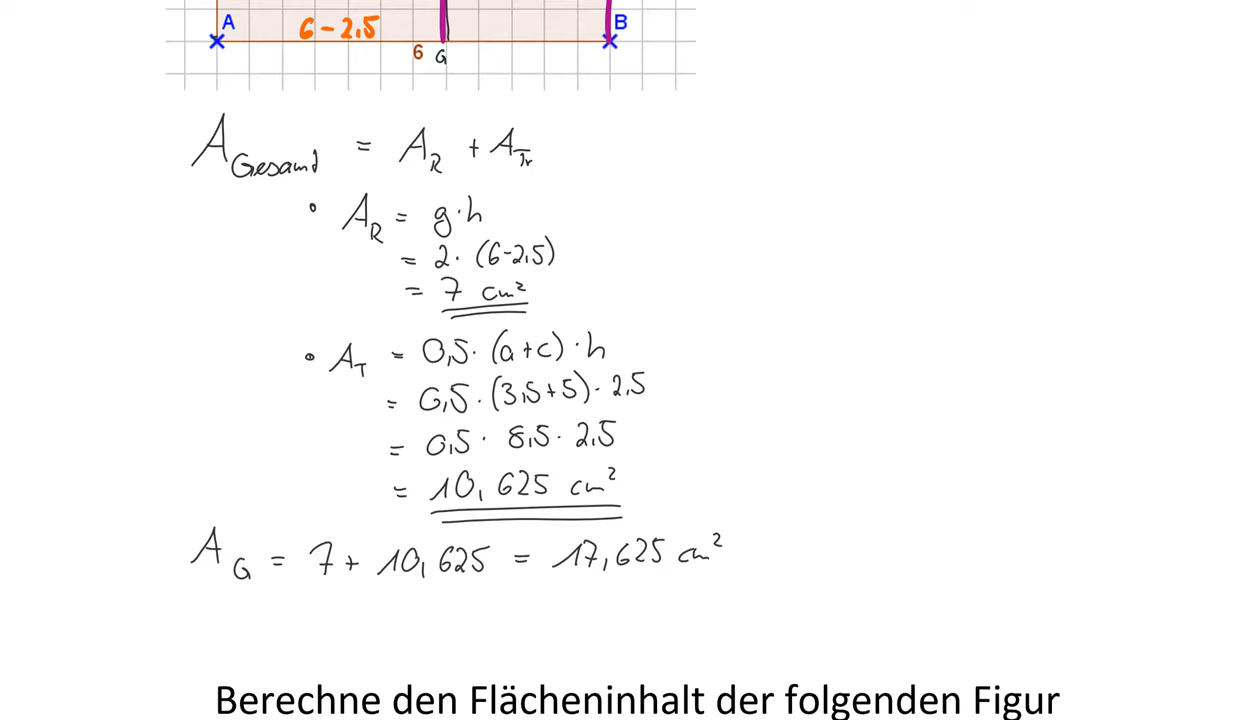 A B
6-2,5
6 G
A_Gesamd = A_R + A_Tr
• A_R = g·h
= 2·(6-2,5)
= 7 cm²
• A_T = 0,5·(a+c)·h
= 0,5·(3,5+5)·2,5
= 0,5·8,5·2,5
= 10,625 cm²
A_G = 7 + 10,625 = 17,625 cm²
Berechne den Flächeninhalt der folgenden Figur